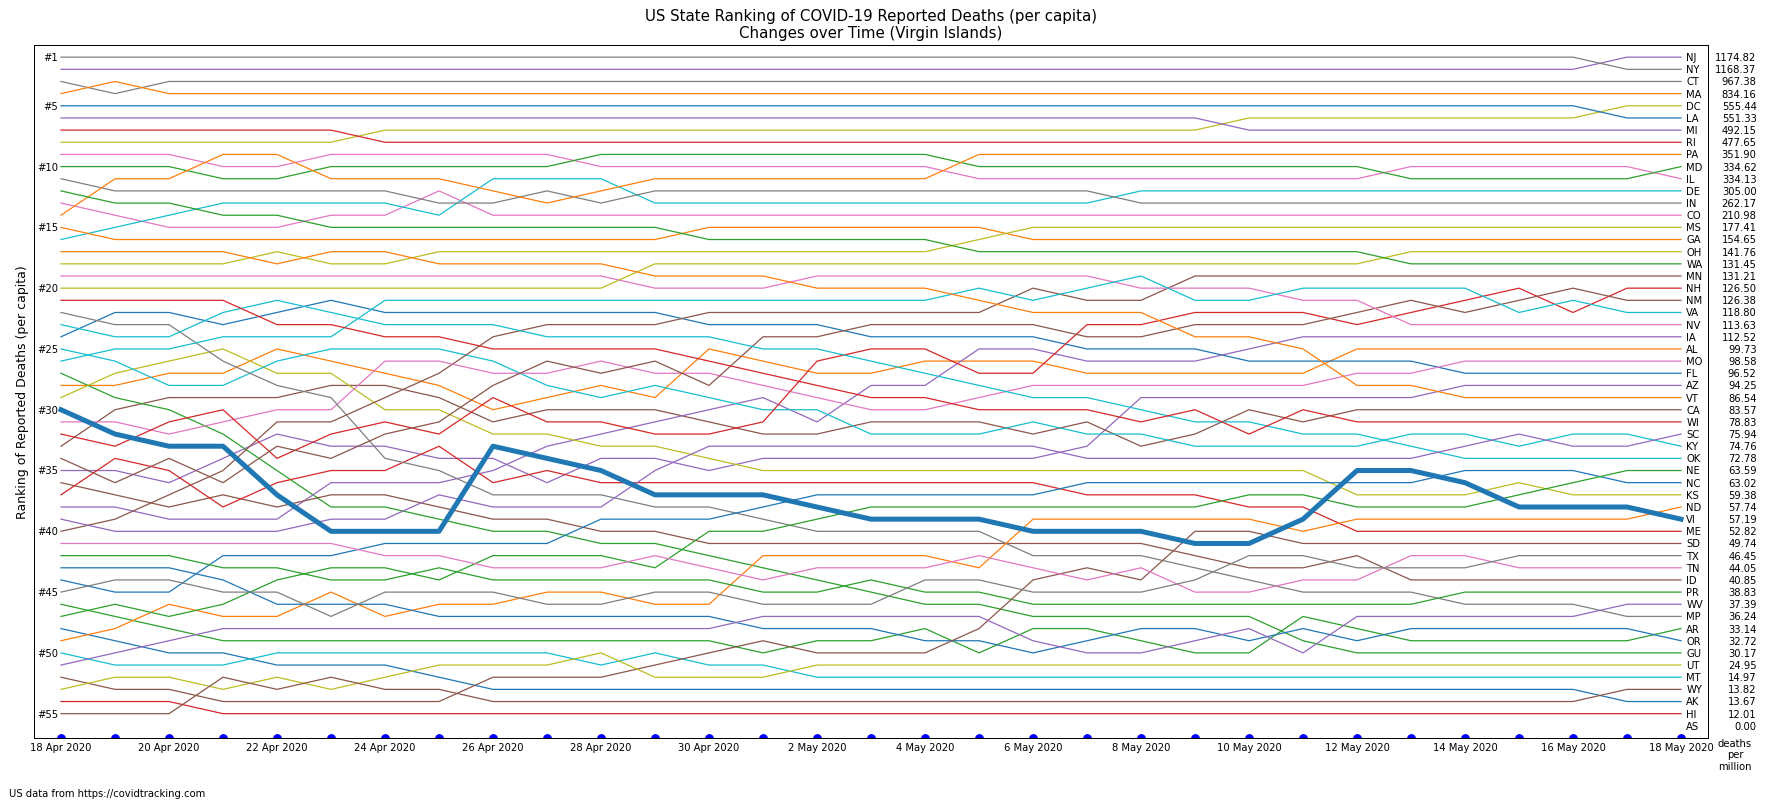 US State Ranking of COVID-19 Reported Deaths (per capita)
Changes over Time (Virgin Islands)
Ranking of Reported Deaths (per capita)
#1
#5
#10
#15
#20
#25
#30
#35
#40
#45
#50
#55
NJ 1174.82
NY 1168.37
CT 967.38
MA 834.16
DC 555.44
LA 551.33
MI 492.15
RI 477.65
PA 351.90
MD 334.62
IL 334.13
DE 305.00
IN 262.17
CO 210.98
MS 177.41
GA 154.65
OH 141.76
WA 131.45
MN 131.21
NH 126.50
NM 126.38
VA 118.80
NV 113.63
IA 112.52
AL 99.73
MO 98.58
FL 96.52
AZ 94.25
VT 86.54
CA 83.57
WI 78.83
SC 75.94
KY 74.76
OK 72.78
NE 63.59
NC 63.02
KS 59.38
ND 57.74
VI 57.19
ME 52.82
SD 49.74
TX 46.45
TN 44.05
ID 40.85
PR 38.83
WV 37.39
MP 36.24
AR 33.14
OR 32.72
GU 30.17
UT 24.95
MT 14.97
WY 13.82
AK 13.67
HI 12.01
AS 0.00
18 Apr 2020 20 Apr 2020 22 Apr 2020 24 Apr 2020 26 Apr 2020 28 Apr 2020 30 Apr 2020 2 May 2020 4 May 2020 6 May 2020 8 May 2020 10 May 2020 12 May 2020 14 May 2020 16 May 2020 18 May 2020
deaths
per
million
US data from https://covidtracking.com